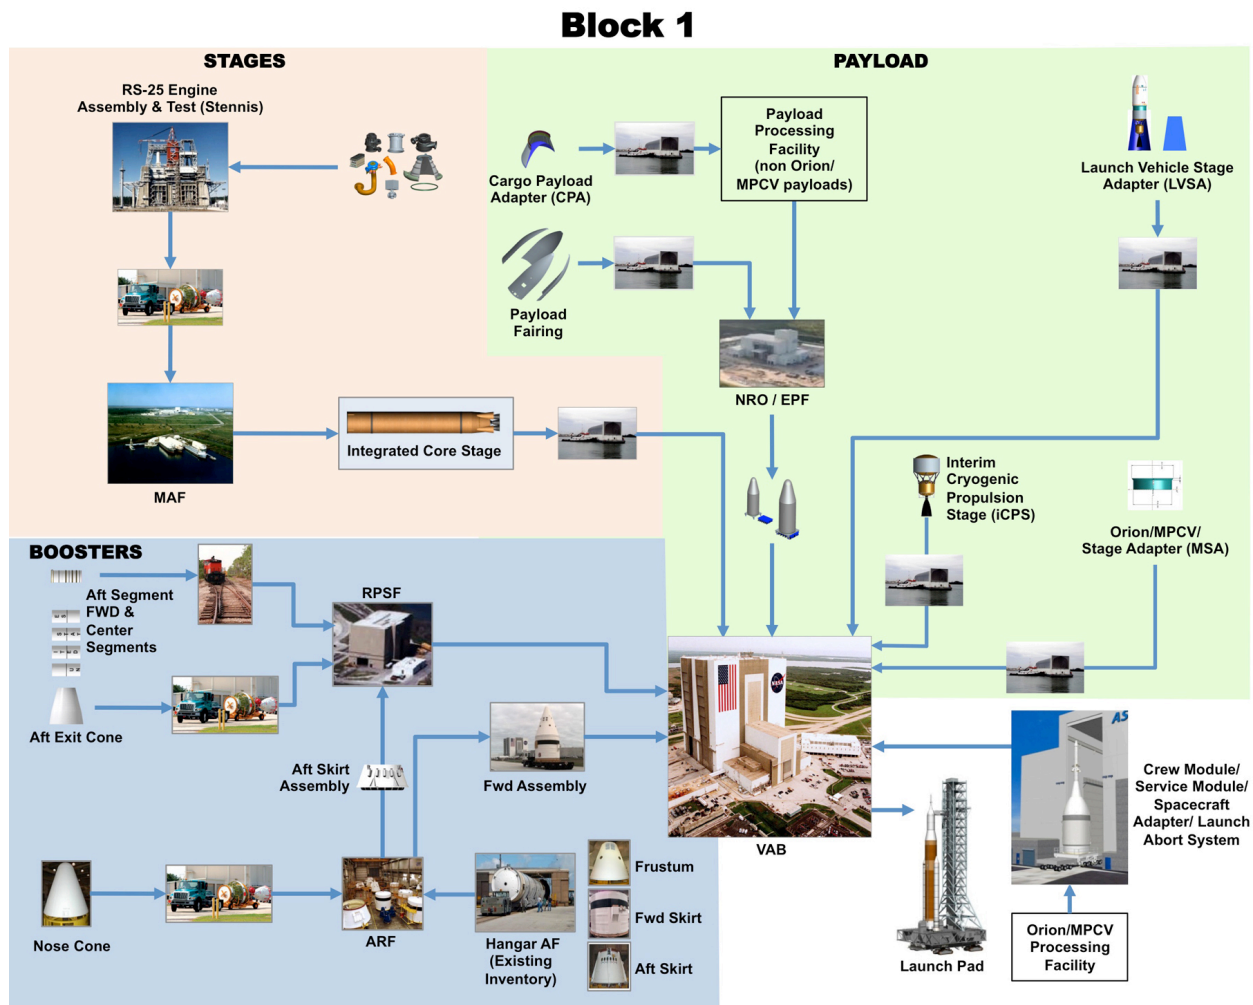 Block 1
STAGES
RS-25 Engine
Assembly & Test (Stennis)
MAF
Integrated Core Stage
PAYLOAD
Cargo Payload
Adapter (CPA)
Payload
Processing
Facility
(non Orion/
MPCV payloads)
Payload
Fairing
NRO / EPF
Launch Vehicle Stage
Adapter (LVSA)
Interim
Cryogenic
Propulsion
Stage (iCPS)
Orion/MPCV/
Stage Adapter (MSA)
BOOSTERS
Aft Segment
FWD &
Center
Segments
Aft Exit Cone
RPSF
Aft Skirt
Assembly
Fwd Assembly
Nose Cone
ARF
Hangar AF
(Existing
Inventory)
Frustum
Fwd Skirt
Aft Skirt
NASA
VAB
Launch Pad
AS
Crew Module/
Service Module/
Spacecraft
Adapter/ Launch
Abort System
Orion/MPCV
Processing
Facility